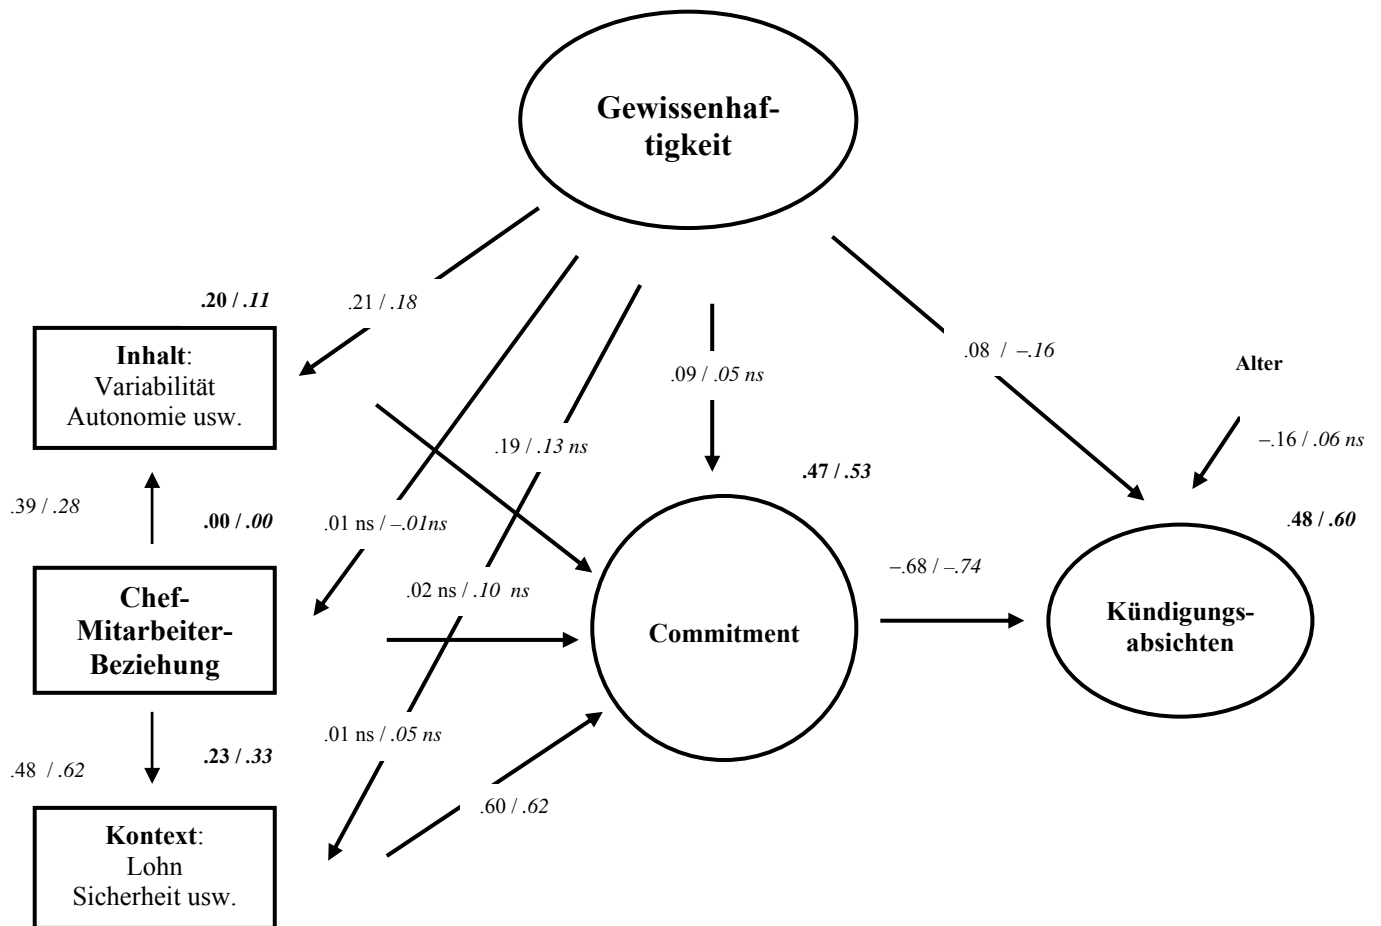 Gewissenhaf-
tigkeit
.20 / .11
.21 / .18
Inhalt:
Variabilität
Autonomie usw.
.09 / .05 ns
.08 / –.16
Alter
–.16 / .06 ns
.19 / .13 ns
.47 / .53
.39 / .28
.00 / .00
.01 ns / –.01ns
.48 / .60
Chef-
Mitarbeiter-
Beziehung
.02 ns / .10 ns
Commitment
–.68 / –.74
Kündigungs-
absichten
.48 / .62
.23 / .33
.01 ns / .05 ns
.60 / .62
Kontext:
Lohn
Sicherheit usw.